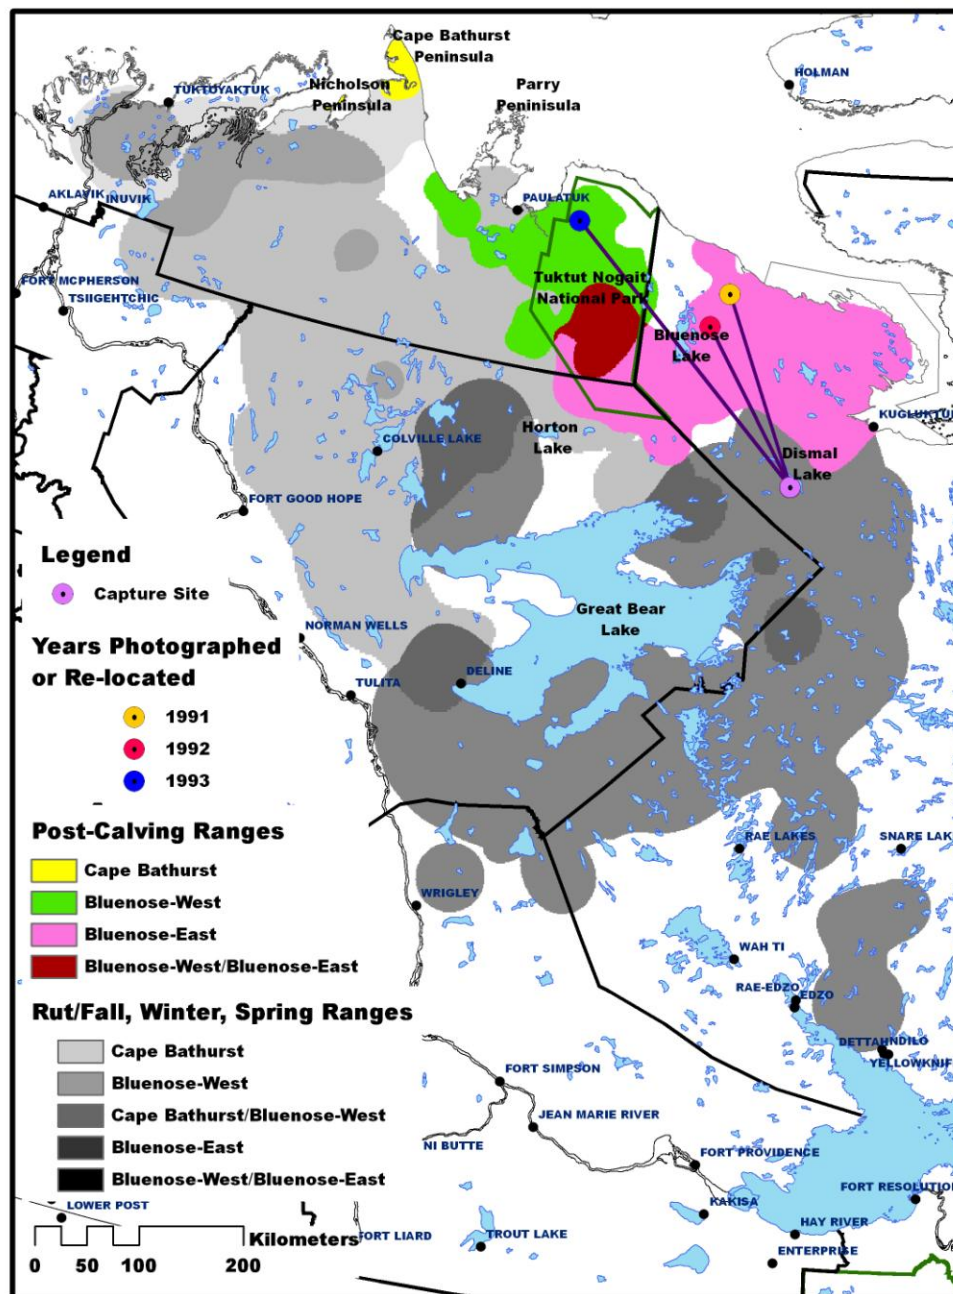 Cape Bathurst
Peninsula
HOLMAN
Nicholson
Peninsula
Parry
Peninisula
TUKTOYAKTUK
AKLAVIK
INUVIK
PAULATUK
FORT MCPHERSON
TSIIGEHTCHIC
Tuktut Nogait
National Park
Bluenose
Lake
KUGLUKTUK
Horton
Lake
COLVILLE LAKE
Dismal
Lake
FORT GOOD HOPE
Great Bear
Lake
NORMAN WELLS
DELINE
TULITA
RAE LAKES
SNARE LAK
WRIGLEY
WAH TI
RAE-EDZO
EDZO
DETTAH
NDILO
YELLOWKNIF
FORT SIMPSON
JEAN MARIE RIVER
NI BUTTE
FORT PROVIDENCE
FORT RESOLUTION
KAKISA
HAY RIVER
ENTERPRISE
TROUT LAKE
FORT LIARD
LOWER POST
Legend
Capture Site
Years Photographed
or Re-located
1991
1992
1993
Post-Calving Ranges
Cape Bathurst
Bluenose-West
Bluenose-East
Bluenose-West/Bluenose-East
Rut/Fall, Winter, Spring Ranges
Cape Bathurst
Bluenose-West
Cape Bathurst/Bluenose-West
Bluenose-East
Bluenose-West/Bluenose-East
Kilometers
0 50 100 200